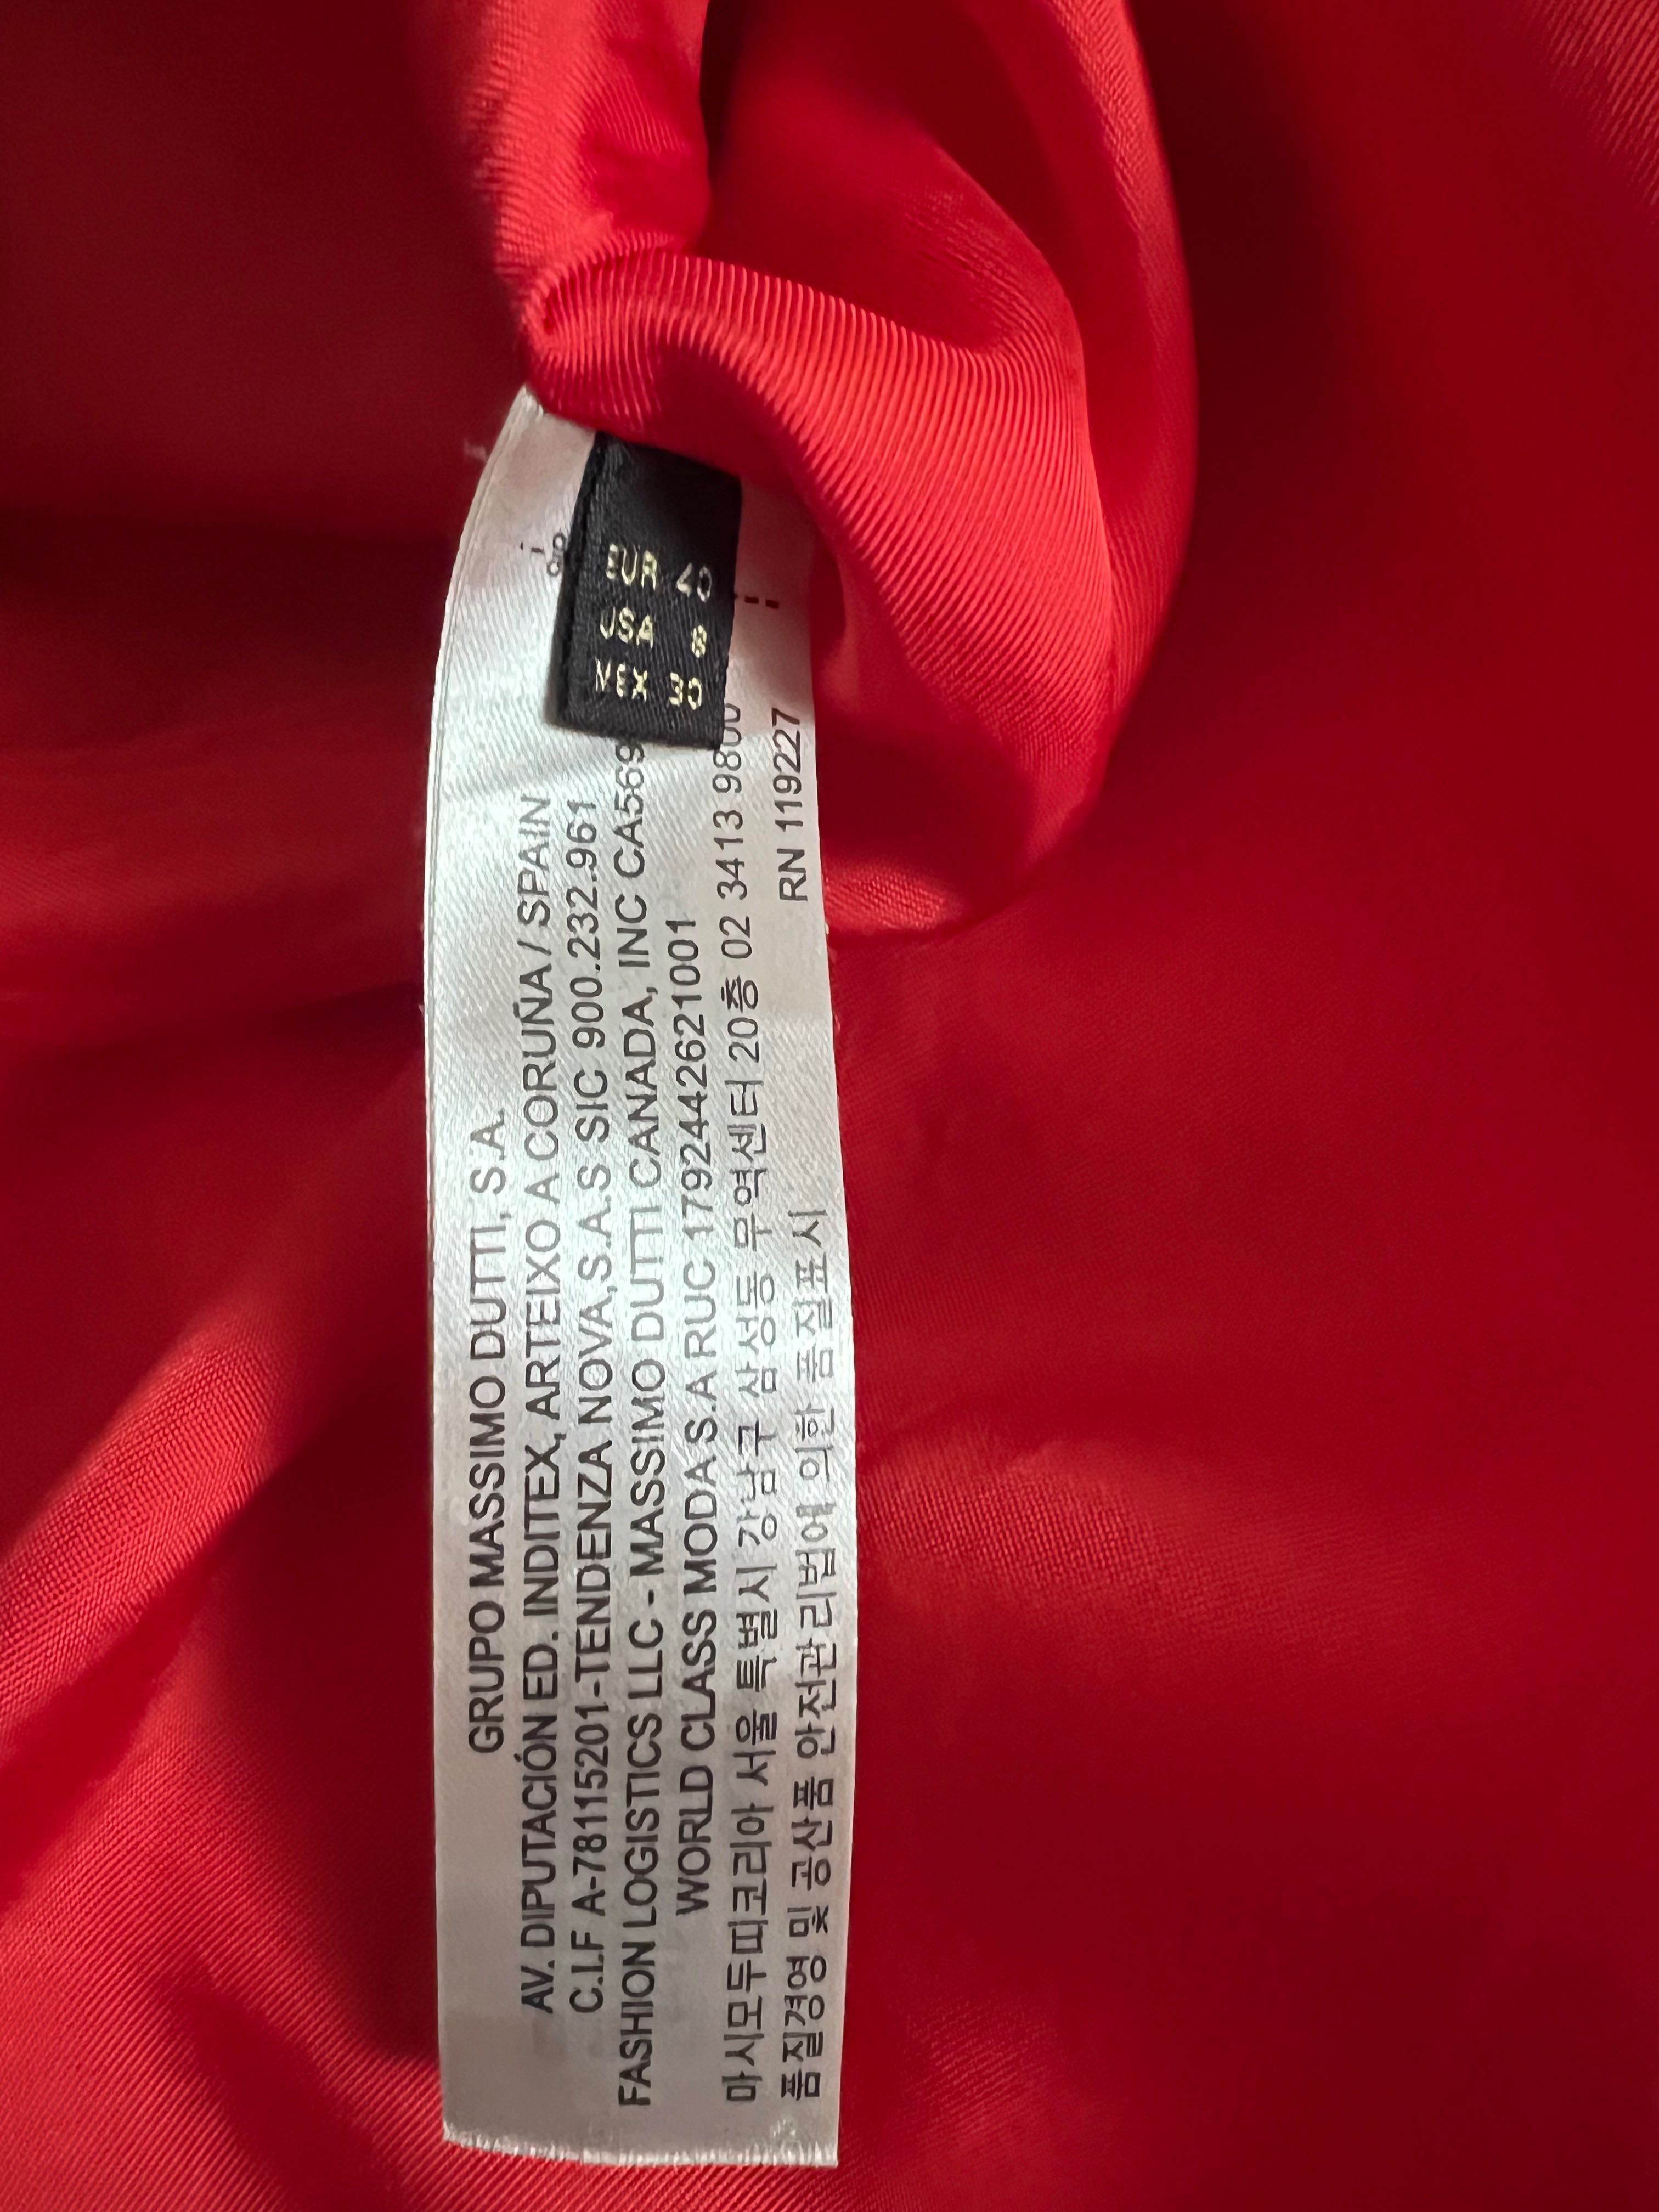 EUR 40
USA 8
MEX 30
GRUPO MASSIMO DUTTI, S.A.
AV. DIPUTACIÓN ED. INDITEX, ARTEIXO A CORUÑA / SPAIN
C.I.F A-78115201-TENDENZA NOVA,S.A.S SIC 900.232.961
FASHION LOGISTICS LLC - MASSIMO DUTTI CANADA, INC
WORLD CLASS MODA S.A RUC 1792442621001
마시모두띠코리아 서울 특별시 강남구 삼성동 무역센터 20층 02 3413 9800
품질경영 및 공산품 안전관리법에 의한 품질표시
RN 119227